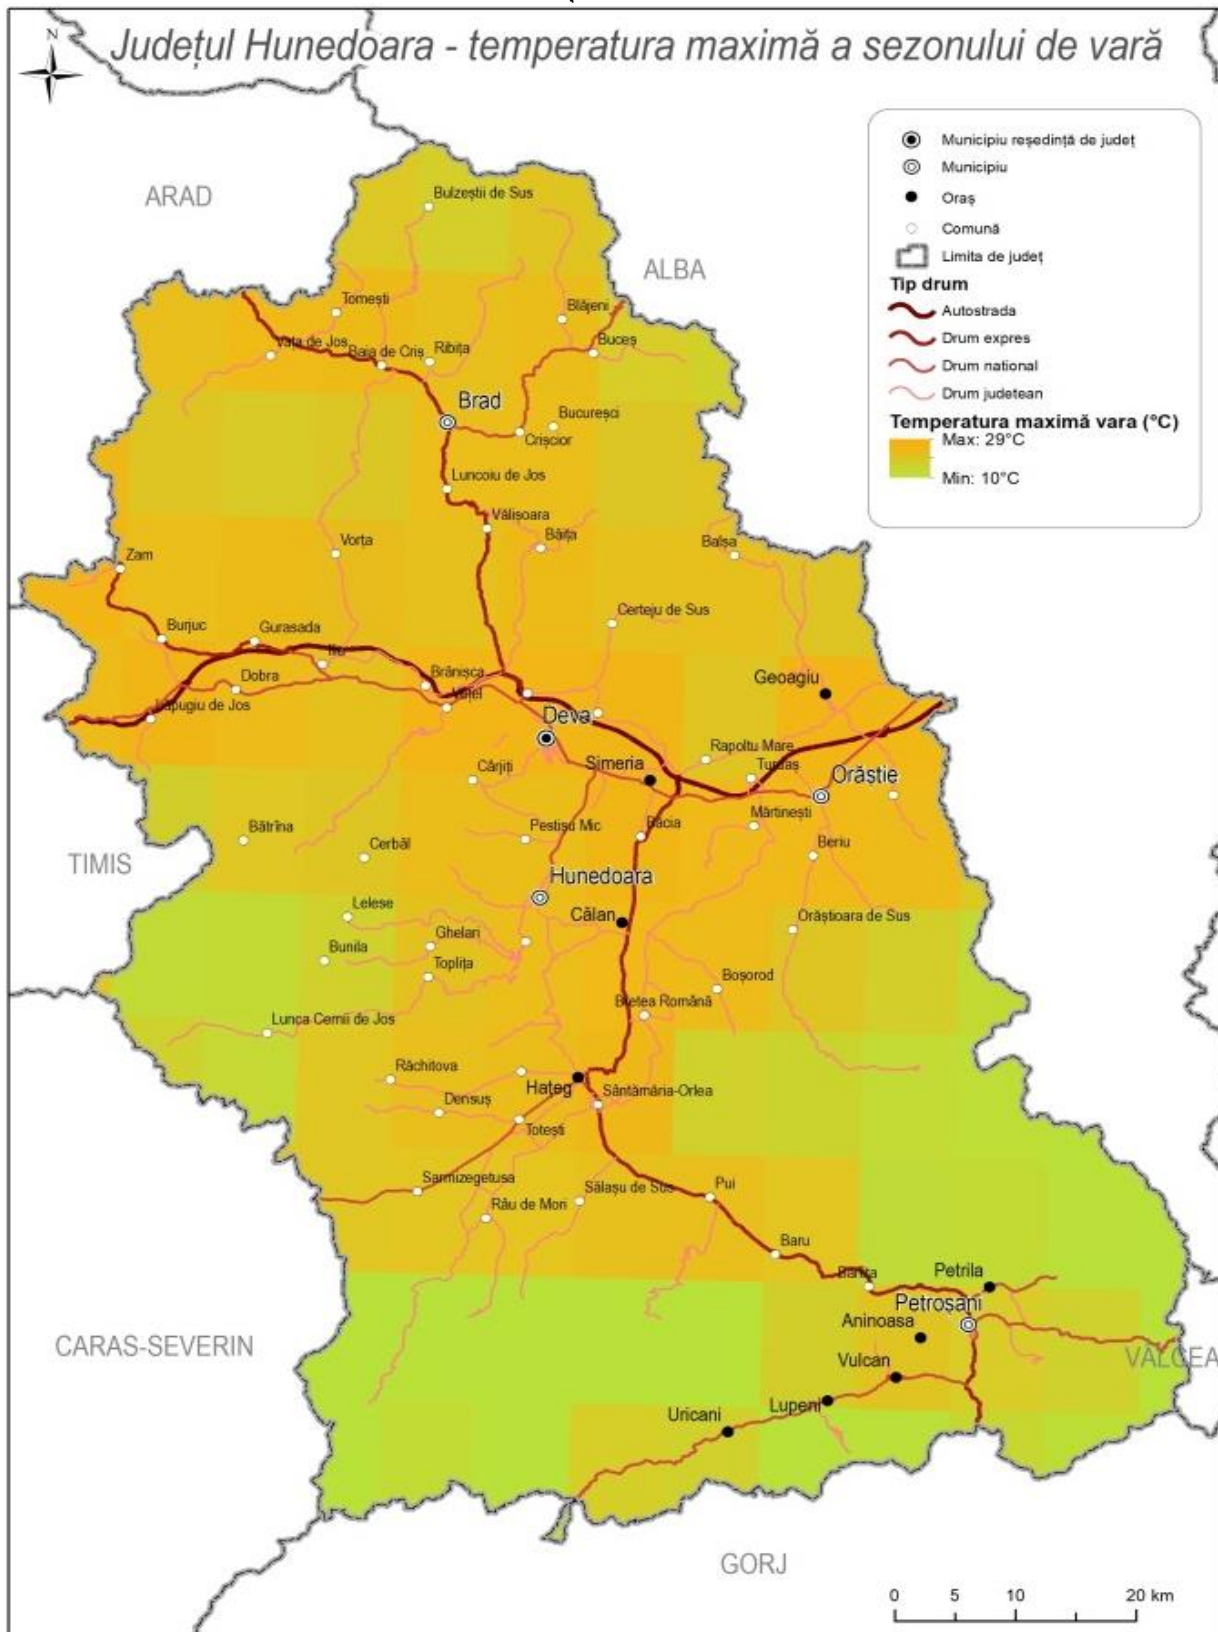 Județul Hunedoara - temperatura maximă a sezonului de vară
N
Municipiu reședință de județ
Municipiu
Oraș
Comună
Limita de județ
Tip drum
Autostrada
Drum expres
Drum national
Drum judetean
Temperatura maximă vara (°C)
Max: 29°C
Min: 10°C
ARAD
ALBA
Bulzeștii de Sus
Tomești
Blăjeni
Vața de Jos
Baia de Criș
Ribița
Buceș
Brad
București
Crișcior
Luncoiu de Jos
Vălișoara
Vorța
Băița
Balșa
Zam
Certeju de Sus
Burjuc
Gurasada
Ilia
Dobra
Brănișca
Vețel
Geoagiu
Lăpugiu de Jos
Deva
Simeria
Rapoltu Mare
Turdaș
Orăștie
Cârjiți
Mărtinești
Bătrîna
Pestișu Mic
Băcia
Cerbăl
Beriu
TIMIS
Hunedoara
Lelese
Călan
Orăștioara de Sus
Ghelari
Bunila
Toplița
Boșorod
Bretea Română
Lunca Cernii de Jos
Răchitova
Hațeg
Sântămăria-Orlea
Densuș
Totești
Sarmizegetusa
Sălașu de Sus
Pui
Râu de Mori
Baru
Petrila
Petroșani
Aninoasa
CARAS-SEVERIN
VALCEA
Vulcan
Lupeni
Uricani
GORJ
0 5 10 20 km